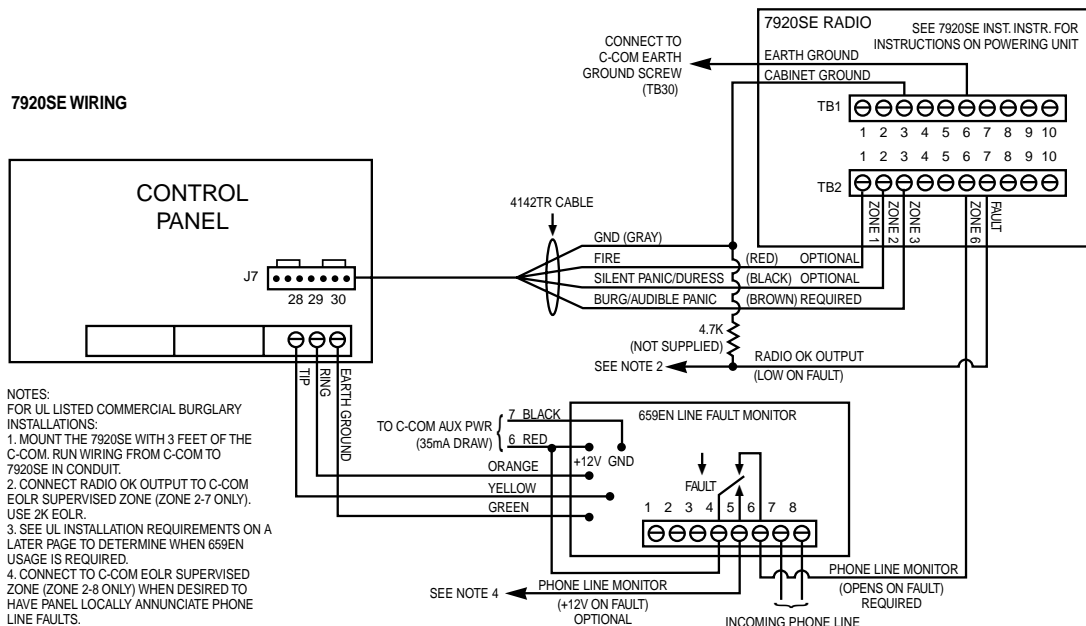 7920SE WIRING
7920SE RADIO
SEE 7920SE INST. INSTR. FOR
INSTRUCTIONS ON POWERING UNIT
CONNECT TO
C-COM EARTH
GROUND SCREW
(TB30)
EARTH GROUND
CABINET GROUND
TB1
1 2 3 4 5 6 7 8 9 10
1 2 3 4 5 6 7 8 9 10
TB2
ZONE 1
ZONE 2
ZONE 3
ZONE 6
FAULT
CONTROL
PANEL
J7
28 29 30
4142TR CABLE
GND (GRAY)
FIRE (RED) OPTIONAL
SILENT PANIC/DURESS (BLACK) OPTIONAL
BURG/AUDIBLE PANIC (BROWN) REQUIRED
4.7K
(NOT SUPPLIED)
SEE NOTE 2
RADIO OK OUTPUT
(LOW ON FAULT)
TIP
RING
EARTH GROUND
NOTES:
FOR UL LISTED COMMERCIAL BURGLARY
INSTALLATIONS:
1. MOUNT THE 7920SE WITH 3 FEET OF THE
C-COM. RUN WIRING FROM C-COM TO
7920SE IN CONDUIT.
2. CONNECT RADIO OK OUTPUT TO C-COM
EOLR SUPERVISED ZONE (ZONE 2-7 ONLY).
USE 2K EOLR.
3. SEE UL INSTALLATION REQUIREMENTS ON A
LATER PAGE TO DETERMINE WHEN 659EN
USAGE IS REQUIRED.
4. CONNECT TO C-COM EOLR SUPERVISED
ZONE (ZONE 2-8 ONLY) WHEN DESIRED TO
HAVE PANEL LOCALLY ANNUNCIATE PHONE
LINE FAULTS.
TO C-COM AUX PWR
(35mA DRAW)
7 BLACK
6 RED
ORANGE
YELLOW
GREEN
659EN LINE FAULT MONITOR
+12V GND
FAULT
1 2 3 4 5 6 7 8
SEE NOTE 4
PHONE LINE MONITOR
(+12V ON FAULT)
OPTIONAL
PHONE LINE MONITOR
(OPENS ON FAULT)
REQUIRED
INCOMING PHONE LINE